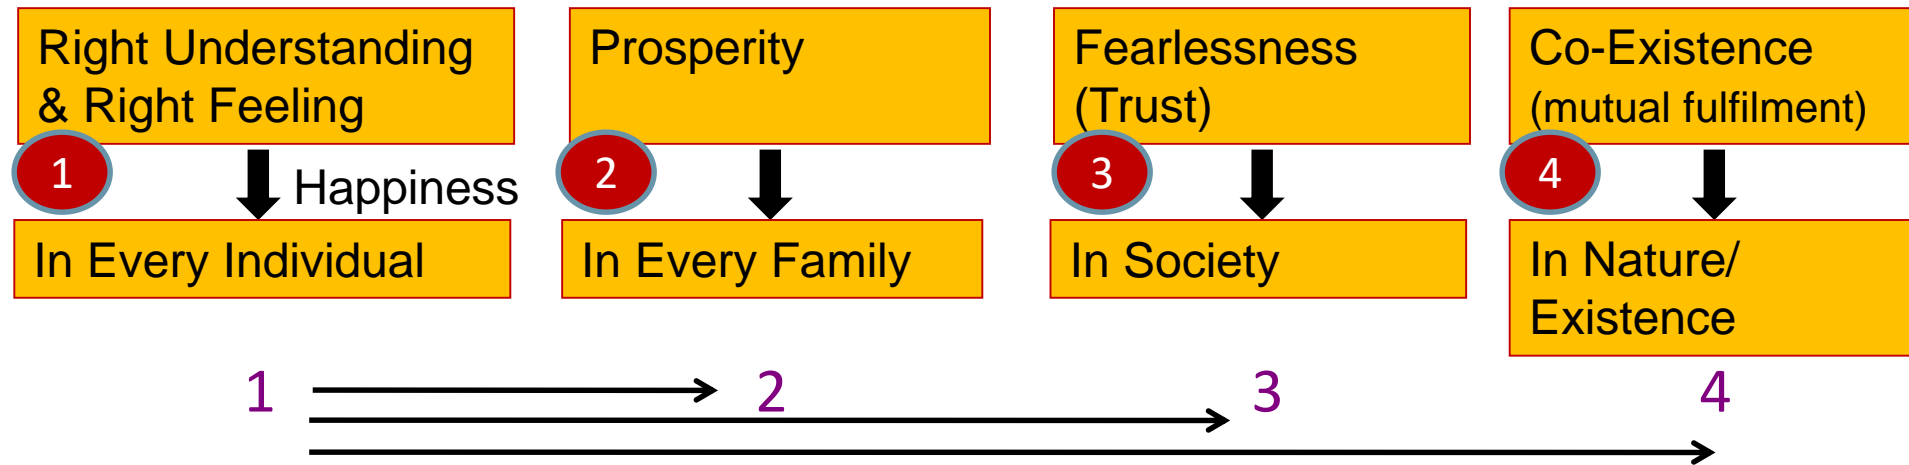 Right Understanding
& Right Feeling
1
Happiness
In Every Individual
Prosperity
2
In Every Family
Fearlessness
(Trust)
3
In Society
Co-Existence
(mutual fulfilment)
4
In Nature/
Existence
1
2
3
4